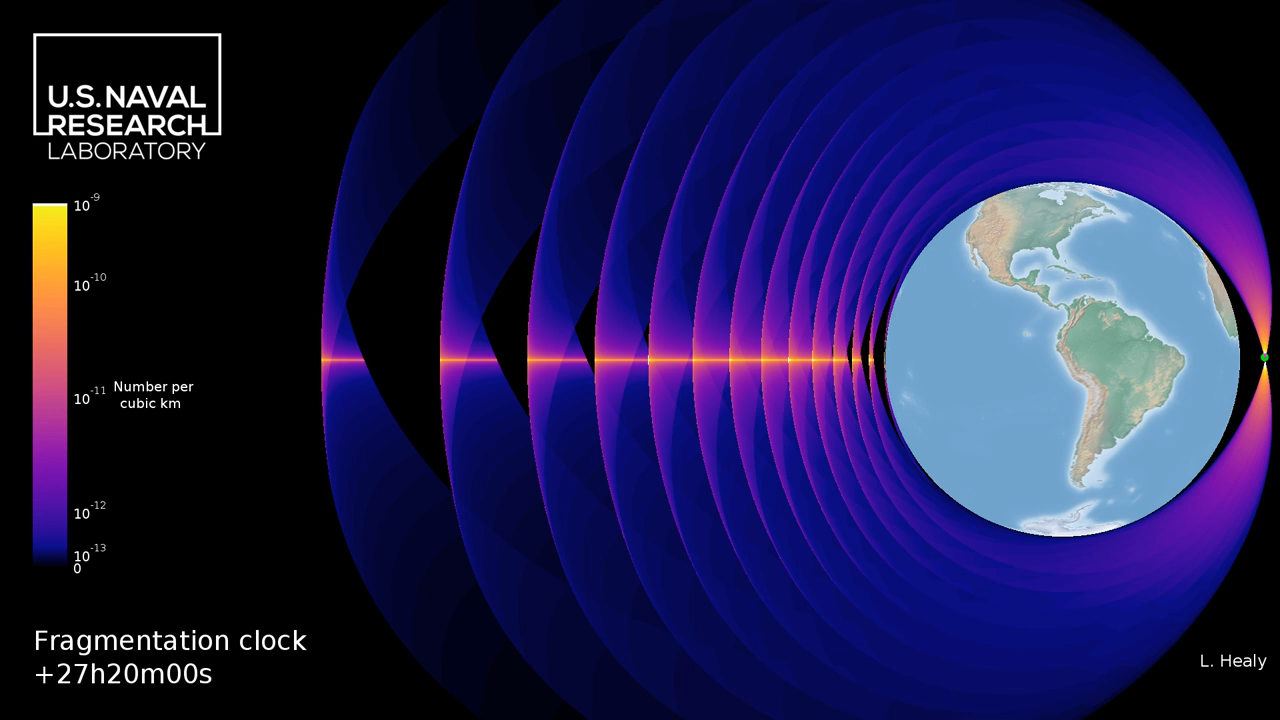 U.S. NAVAL
RESEARCH
LABORATORY
10-9
10-10
10-11
Number per
cubic km
10-12
10-13
0
Fragmentation clock
+27h20m00s
L. Healy